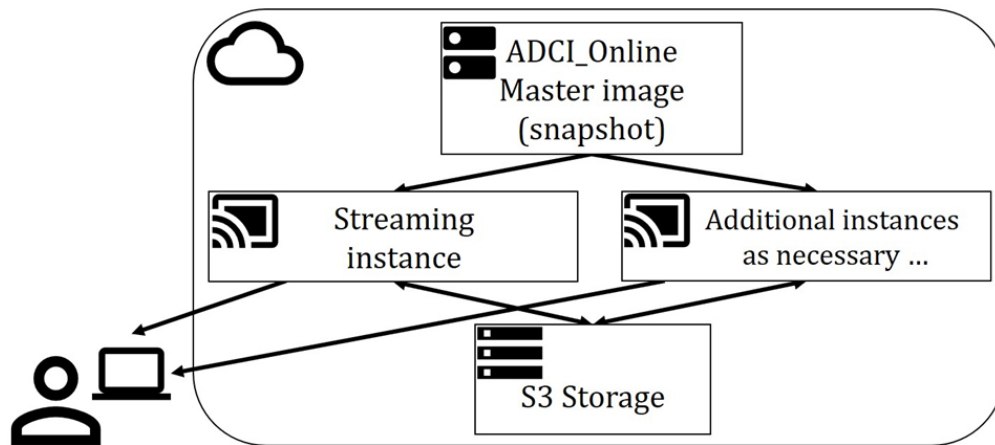 ADCI_Online
Master image
(snapshot)
Streaming
instance
Additional instances
as necessary ...
S3 Storage